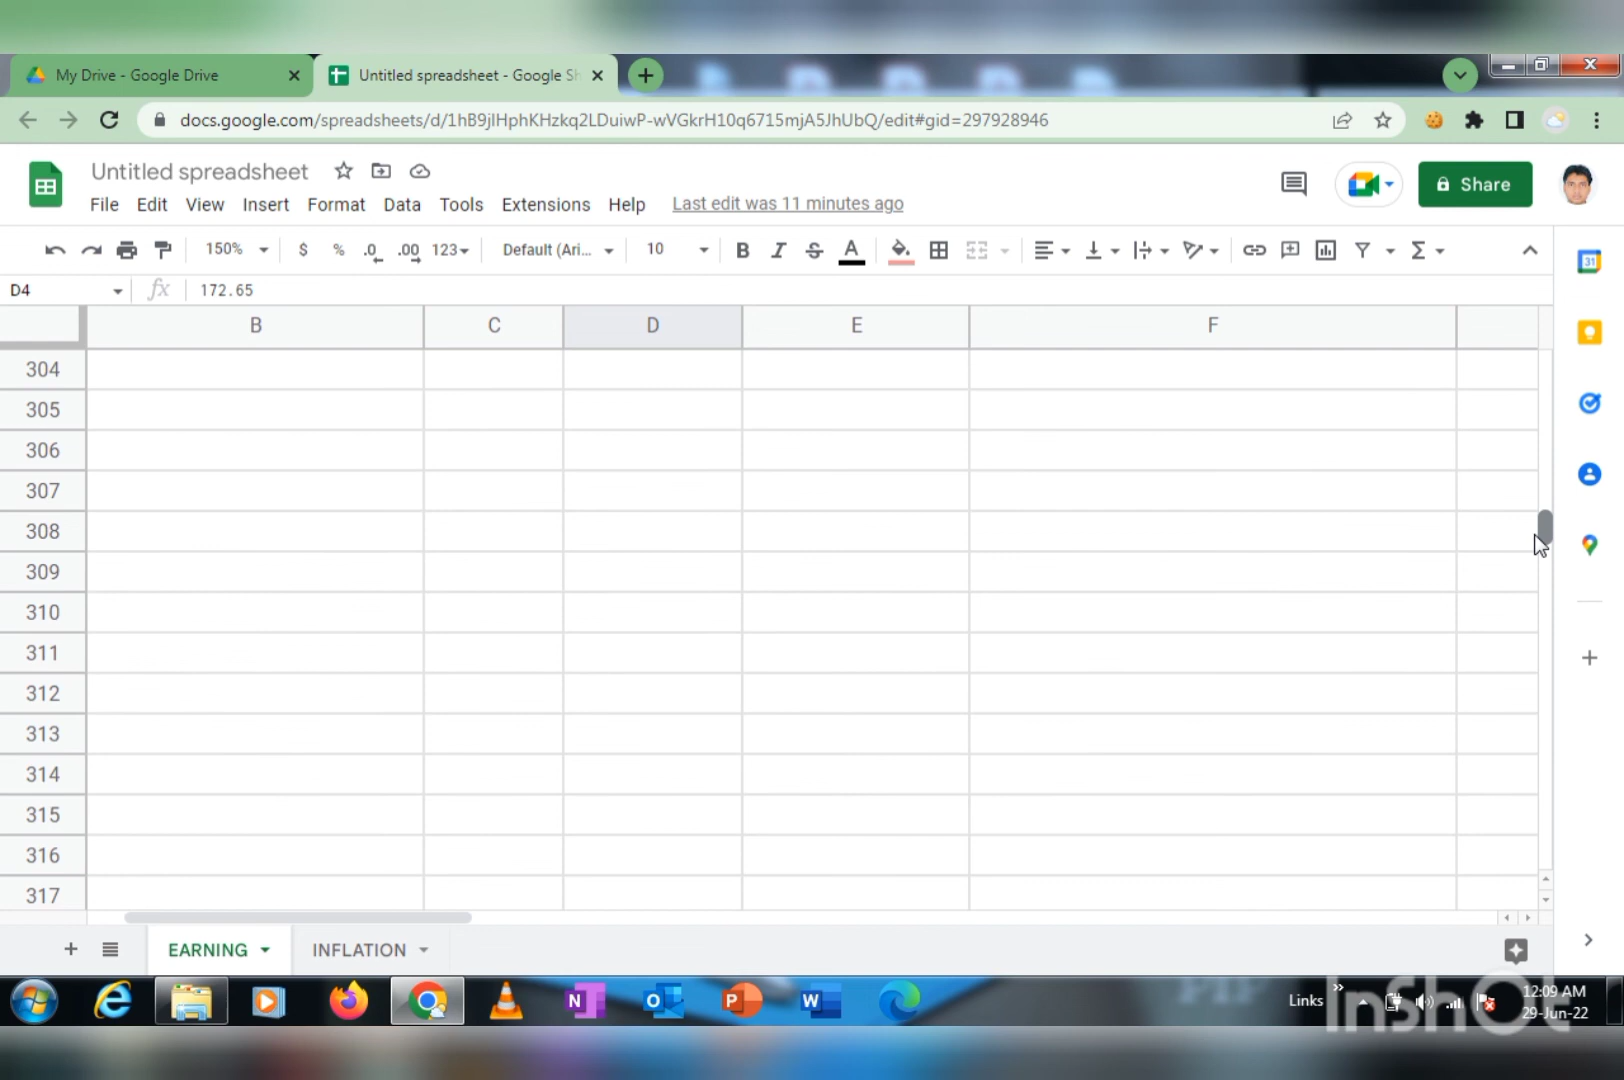 My Drive - Google Drive
Untitled spreadsheet - Google Sh
docs.google.com/spreadsheets/d/1hB9jlHphKHzkq2LDuiwP-wVGkrH10q6715mjA5JhUbQ/edit#gid=297928946
Untitled spreadsheet
File Edit View Insert Format Data Tools Extensions Help Last edit was 11 minutes ago
Share
150% $ % .0 .00 123 Default (Ari... 10 B I S A
31
D4 fx 172.65
B C D E F
304
305
306
307
308
309
310
311
312
313
314
315
316
317
EARNING INFLATION
Links
12:09 AM
29-Jun-22
InShOt